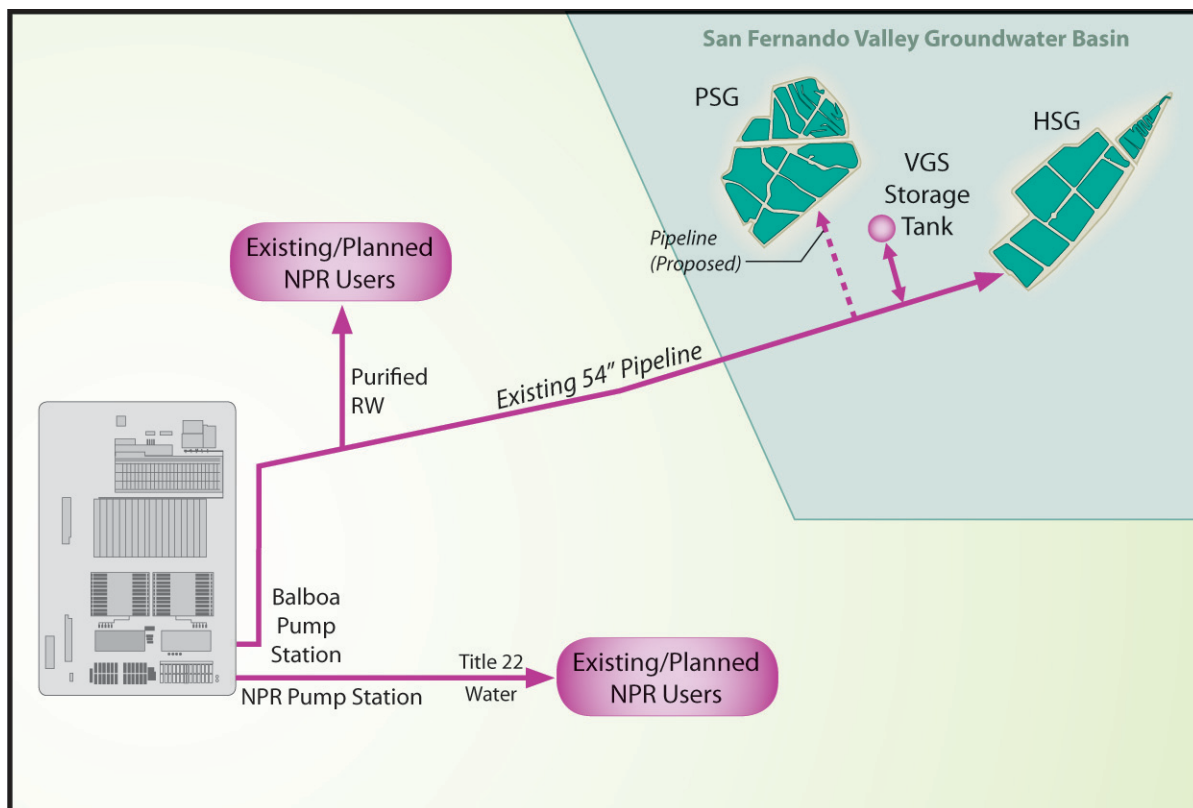 San Fernando Valley Groundwater Basin
PSG
HSG
VGS
Storage
Tank
Pipeline
(Proposed)
Existing/Planned
NPR Users
Purified
RW
Existing 54” Pipeline
Balboa
Pump
Station
NPR Pump Station
Title 22
Water
Existing/Planned
NPR Users